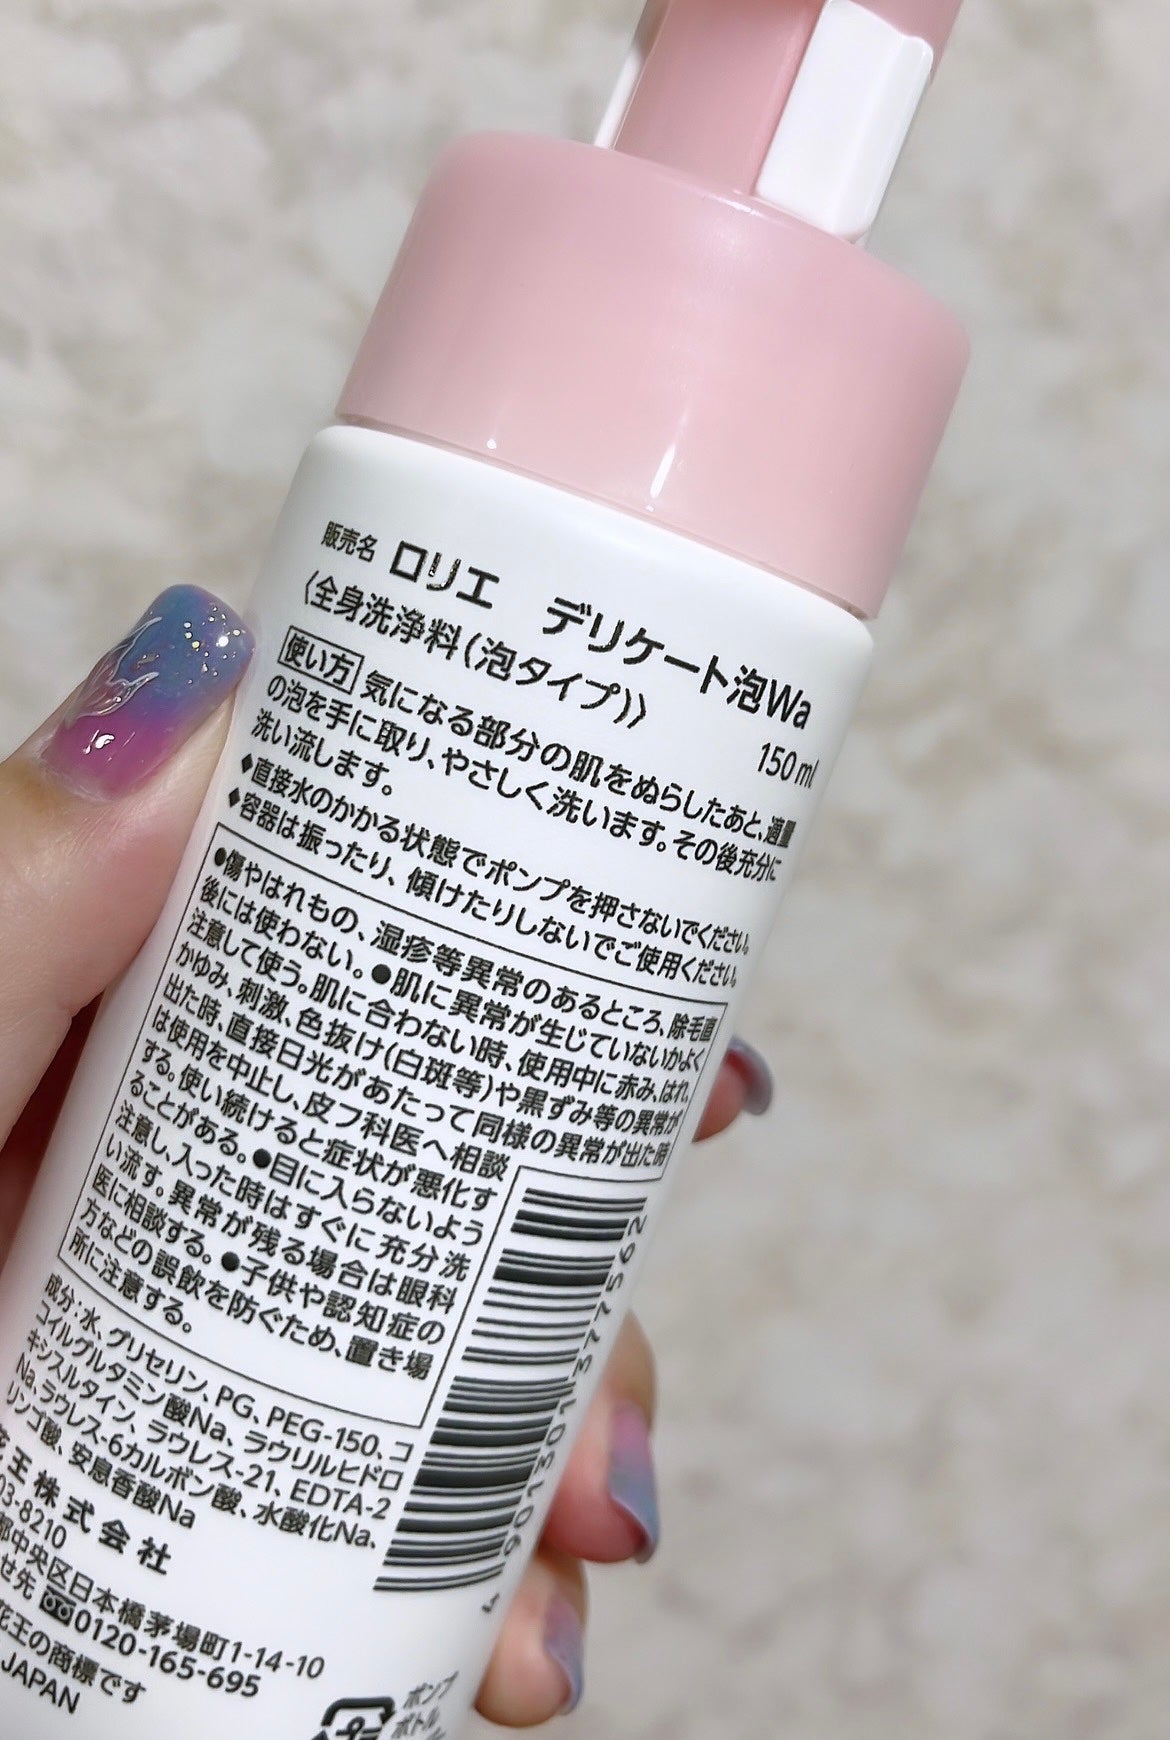 販売名 ロリエ デリケート泡Wa
〈全身洗浄料（泡タイプ）〉
150ml
使い方 気になる部分の肌をぬらしたあと、適量
の泡を手に取り、やさしく洗います。その後充分に
洗い流します。
◆直接水のかかる状態でポンプを押さないでください。
◆容器は振ったり、傾けたりしないでご使用ください。
●傷やはれもの、湿疹等異常のあるところ、除毛直
後には使わない。●肌に異常が生じていないかよく
注意して使う。肌に合わない時、使用中に赤み、はれ、
かゆみ、刺激、色抜け(白斑等)や黒ずみ等の異常が
出た時、直接日光があたって同様の異常が出た時
は使用を中止し、皮フ科医へ相談
する。使い続けると症状が悪化す
ることがある。●目に入らないよう
注意し、入った時はすぐに充分洗
い流す。異常が残る場合は眼科
医に相談する。●子供や認知症の
方などの誤飲を防ぐため、置き場
所に注意する。
成分：水、グリセリン、PG、PEG-150、コ
コイルグルタミン酸Na、ラウリルヒドロ
キシスルタイン、ラウレス-21、EDTA-2
Na、ラウレス-6カルボン酸、水酸化Na、
リンゴ酸、安息香酸Na
王株式会社
03-8210
都中央区日本橋茅場町1-14-10
せ先 0120-165-695
花王の商標です
JAPAN
ポンプ
ボトル